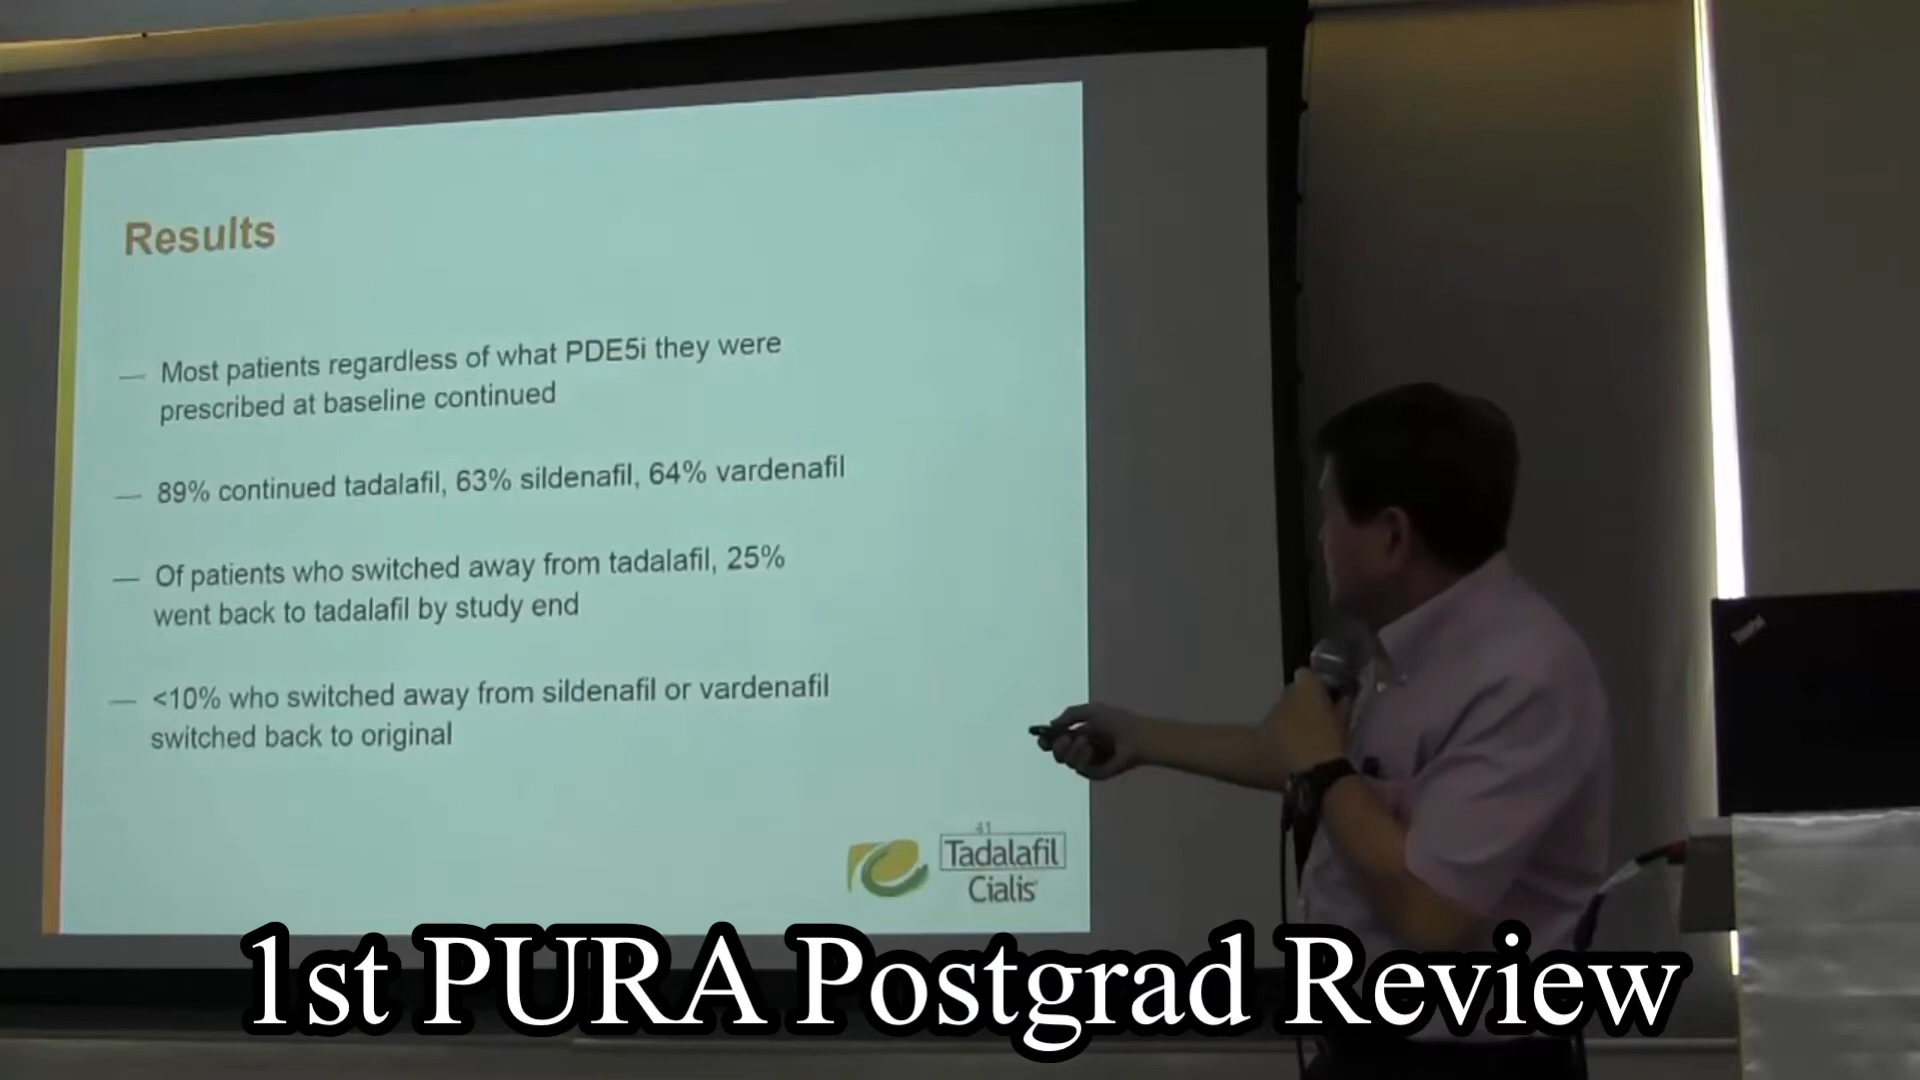 Results
— Most patients regardless of what PDE5i they were
prescribed at baseline continued
— 89% continued tadalafil, 63% sildenafil, 64% vardenafil
— Of patients who switched away from tadalafil, 25%
went back to tadalafil by study end
— <10% who switched away from sildenafil or vardenafil
switched back to original
41
Tadalafil
Cialis
ThinkPad
1st PURA Postgrad Review